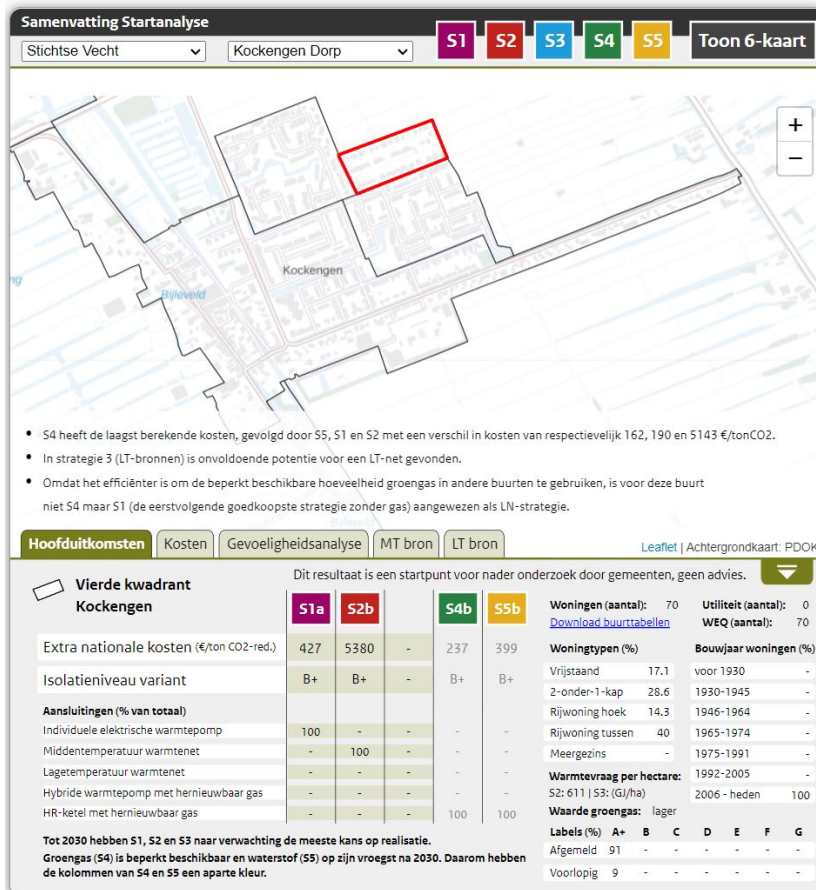 Samenvatting Startanalyse
Stichtse Vecht Kockengen Dorp S1 S2 S3 S4 S5 Toon 6-kaart
+
−
Kockengen
Bijleveld
• S4 heeft de laagst berekende kosten, gevolgd door S5, S1 en S2 met een verschil in kosten van respectievelijk 162, 190 en 5143 €/tonCO2.
• In strategie 3 (LT-bronnen) is onvoldoende potentie voor een LT-net gevonden.
• Omdat het efficiënter is om de beperkt beschikbare hoeveelheid groengas in andere buurten te gebruiken, is voor deze buurt
niet S4 maar S1 (de eerstvolgende goedkoopste strategie zonder gas) aangewezen als LN-strategie.
Hoofduitkomsten Kosten Gevoeligheidsanalyse MT bron LT bron Leaflet | Achtergrondkaart: PDOK
Dit resultaat is een startpunt voor nader onderzoek door gemeenten, geen advies.
Vierde kwadrant
Kockengen
S1a S2b S4b S5b
Extra nationale kosten (€/ton CO2-red.) 427 5380 - 237 399
Isolatieniveau variant B+ B+ - B+ B+
Aansluitingen (% van totaal)
Individuele elektrische warmtepomp 100 - - - -
Middentemperatuur warmtenet - 100 - - -
Lagetemperatuur warmtenet - - - - -
Hybride warmtepomp met hernieuwbaar gas - - - - -
HR-ketel met hernieuwbaar gas - - - 100 100
Tot 2030 hebben S1, S2 en S3 naar verwachting de meeste kans op realisatie.
Groengas (S4) is beperkt beschikbaar en waterstof (S5) op zijn vroegst na 2030. Daarom hebben
de kolommen van S4 en S5 een aparte kleur.
Woningen (aantal): 70 Utiliteit (aantal): 0
Download buurttabellen WEQ (aantal): 70
Woningtypen (%) Bouwjaar woningen (%)
Vrijstaand 17.1 voor 1930 -
2-onder-1-kap 28.6 1930-1945 -
Rijwoning hoek 14.3 1946-1964 -
Rijwoning tussen 40 1965-1974 -
Meergezins - 1975-1991 -
Warmtevraag per hectare: 1992-2005 -
S2: 611 | S3: (GJ/ha) 2006 - heden 100
Waarde groengas: lager
Labels (%) A+ B C D E F G
Afgemeld 91 - - - - - -
Voorlopig 9 - - - - - -